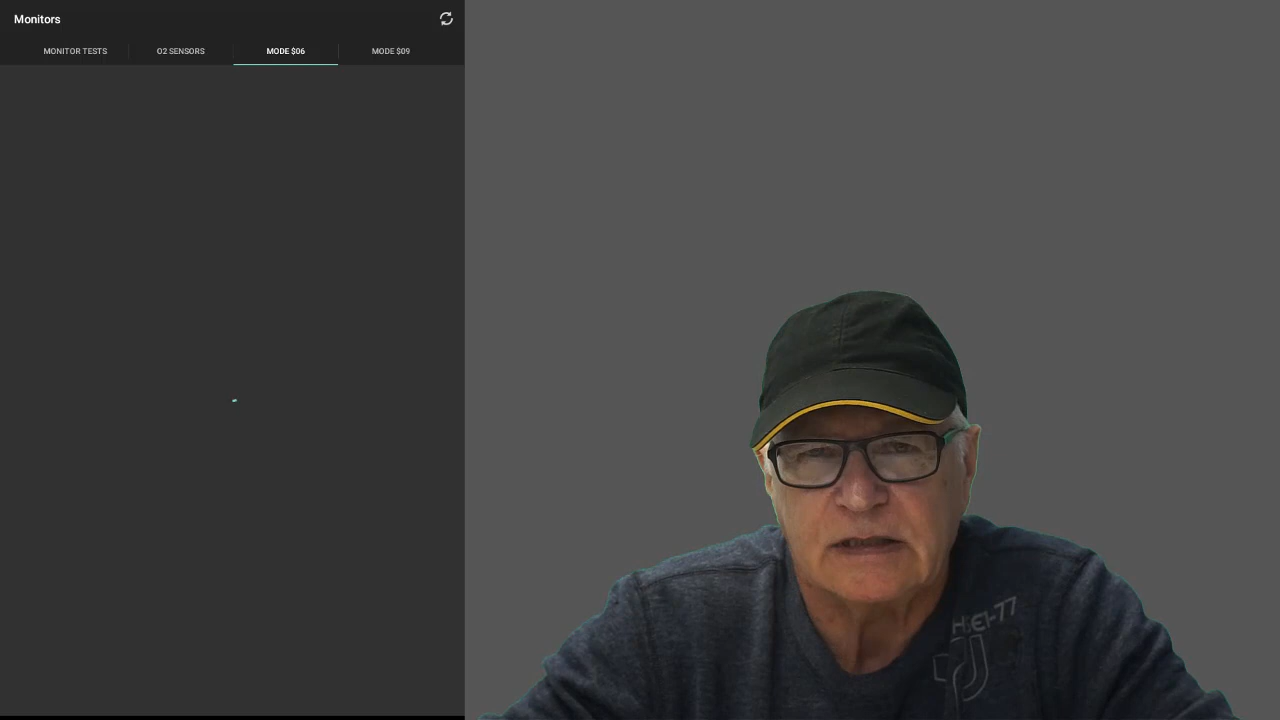 Monitors
MONITOR TESTS
O2 SENSORS
MODE $06
MODE $09